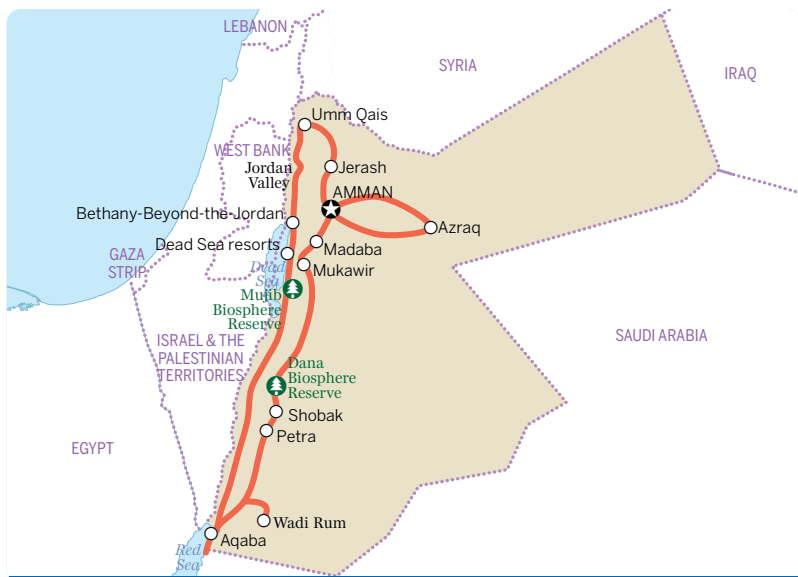 LEBANON
SYRIA
IRAQ
Umm Qais
WEST BANK
Jordan
Valley
Jerash
AMMAN
Bethany-Beyond-the-Jordan
Azraq
Dead Sea resorts
Madaba
GAZA
STRIP
Dead
Sea
Mukawir
Mujib
Biosphere
Reserve
ISRAEL & THE
PALESTINIAN
TERRITORIES
SAUDI ARABIA
Dana
Biosphere
Reserve
Shobak
Petra
EGYPT
Wadi Rum
Aqaba
Red
Sea